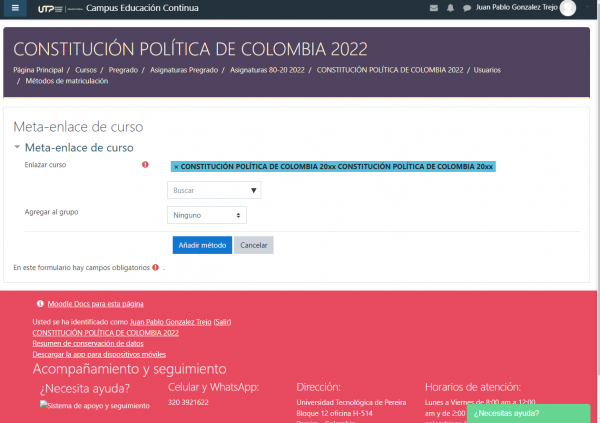 UTP Campus Educación Continua Juan Pablo Gonzalez Trejo
CONSTITUCIÓN POLÍTICA DE COLOMBIA 2022
Página Principal / Cursos / Pregrado / Asignaturas Pregrado / Asignaturas 80-20 2022 / CONSTITUCIÓN POLÍTICA DE COLOMBIA 2022 / Usuarios
/ Métodos de matriculación
Meta-enlace de curso
Meta-enlace de curso
Enlazar curso × CONSTITUCIÓN POLÍTICA DE COLOMBIA 20xx CONSTITUCIÓN POLÍTICA DE COLOMBIA 20xx
Buscar ▼
Agregar al grupo Ninguno
Añadir método Cancelar
En este formulario hay campos obligatorios .
Moodle Docs para esta página
Usted se ha identificado como Juan Pablo Gonzalez Trejo (Salir)
CONSTITUCIÓN POLÍTICA DE COLOMBIA 2022
Resumen de conservación de datos
Descargar la app para dispositivos móviles
Acompañamiento y seguimiento
¿Necesita ayuda? Celular y WhatsApp: Dirección: Horarios de atención:
Sistema de apoyo y seguimiento 320 3921622 Universidad Tecnológica de Pereira Lunes a Viernes de 8:00 am a 12:00
Bloque 12 oficina H-514 am y de 2:00 ¿Necesitas ayuda?